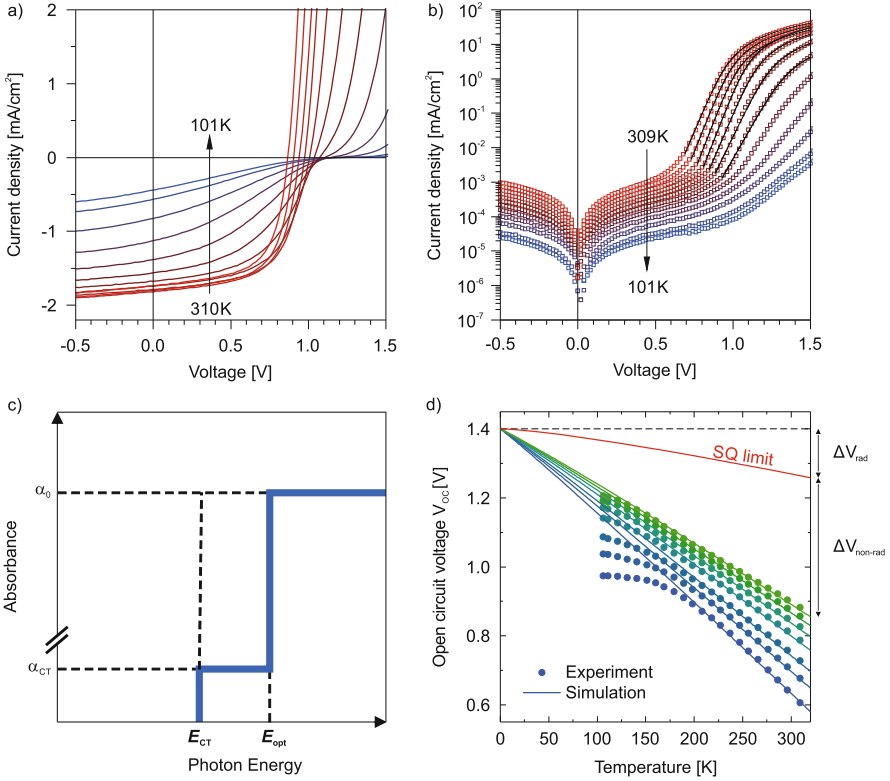 a)
2
1
0
-1
-2
Current density [mA/cm²]
101K
310K
-0.5
0.0
0.5
1.0
1.5
Voltage [V]
b)
10²
10¹
10⁰
10⁻¹
10⁻²
10⁻³
10⁻⁴
10⁻⁵
10⁻⁶
10⁻⁷
Current density [mA/cm²]
309K
101K
-0.5
0.0
0.5
1.0
1.5
Voltage [V]
c)
Absorbance
α₀
αCT
ECT
Eopt
Photon Energy
d)
1.4
1.2
1.0
0.8
0.6
Open circuit voltage VOC [V]
SQ limit
ΔVrad
ΔVnon-rad
Experiment
Simulation
0
50
100
150
200
250
300
Temperature [K]